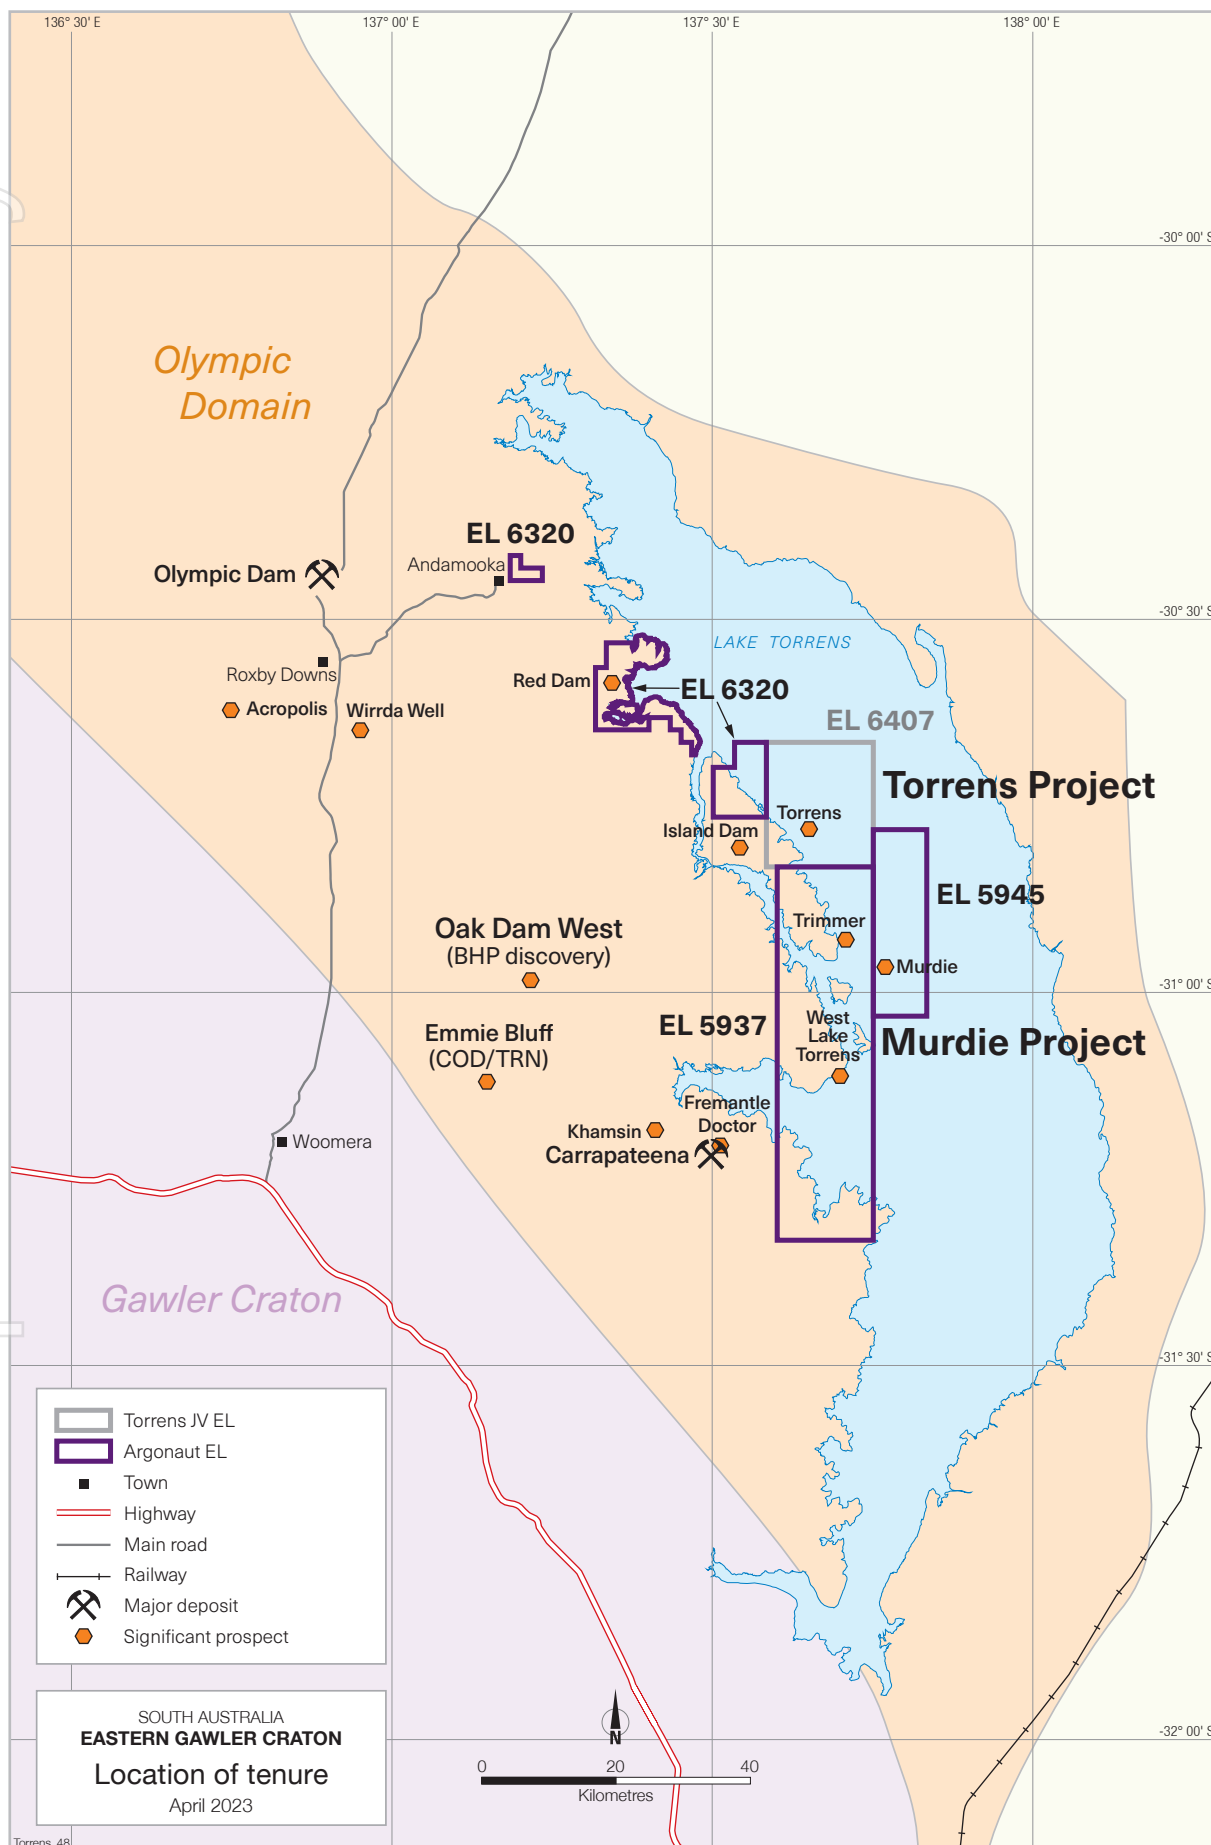 136° 30' E
137° 00' E
137° 30' E
138° 00' E
-30° 00' S
Olympic
Domain
EL 6320
Andamooka
Olympic Dam
-30° 30' S
LAKE TORRENS
Roxby Downs
Red Dam
EL 6320
Acropolis
Wirrda Well
EL 6407
Torrens Project
Torrens
Island Dam
EL 5945
Trimmer
Oak Dam West
(BHP discovery)
Murdie
-31° 00' S
West
Lake
Torrens
EL 5937
Emmie Bluff
(COD/TRN)
Murdie Project
Fremantle
Doctor
Khamsin
Carrapateena
Woomera
Gawler Craton
-31° 30' S
Torrens JV EL
Argonaut EL
Town
Highway
Main road
Railway
Major deposit
Significant prospect
SOUTH AUSTRALIA
EASTERN GAWLER CRATON
Location of tenure
April 2023
N
0 20 40
Kilometres
-32° 00' S
Torrens 48